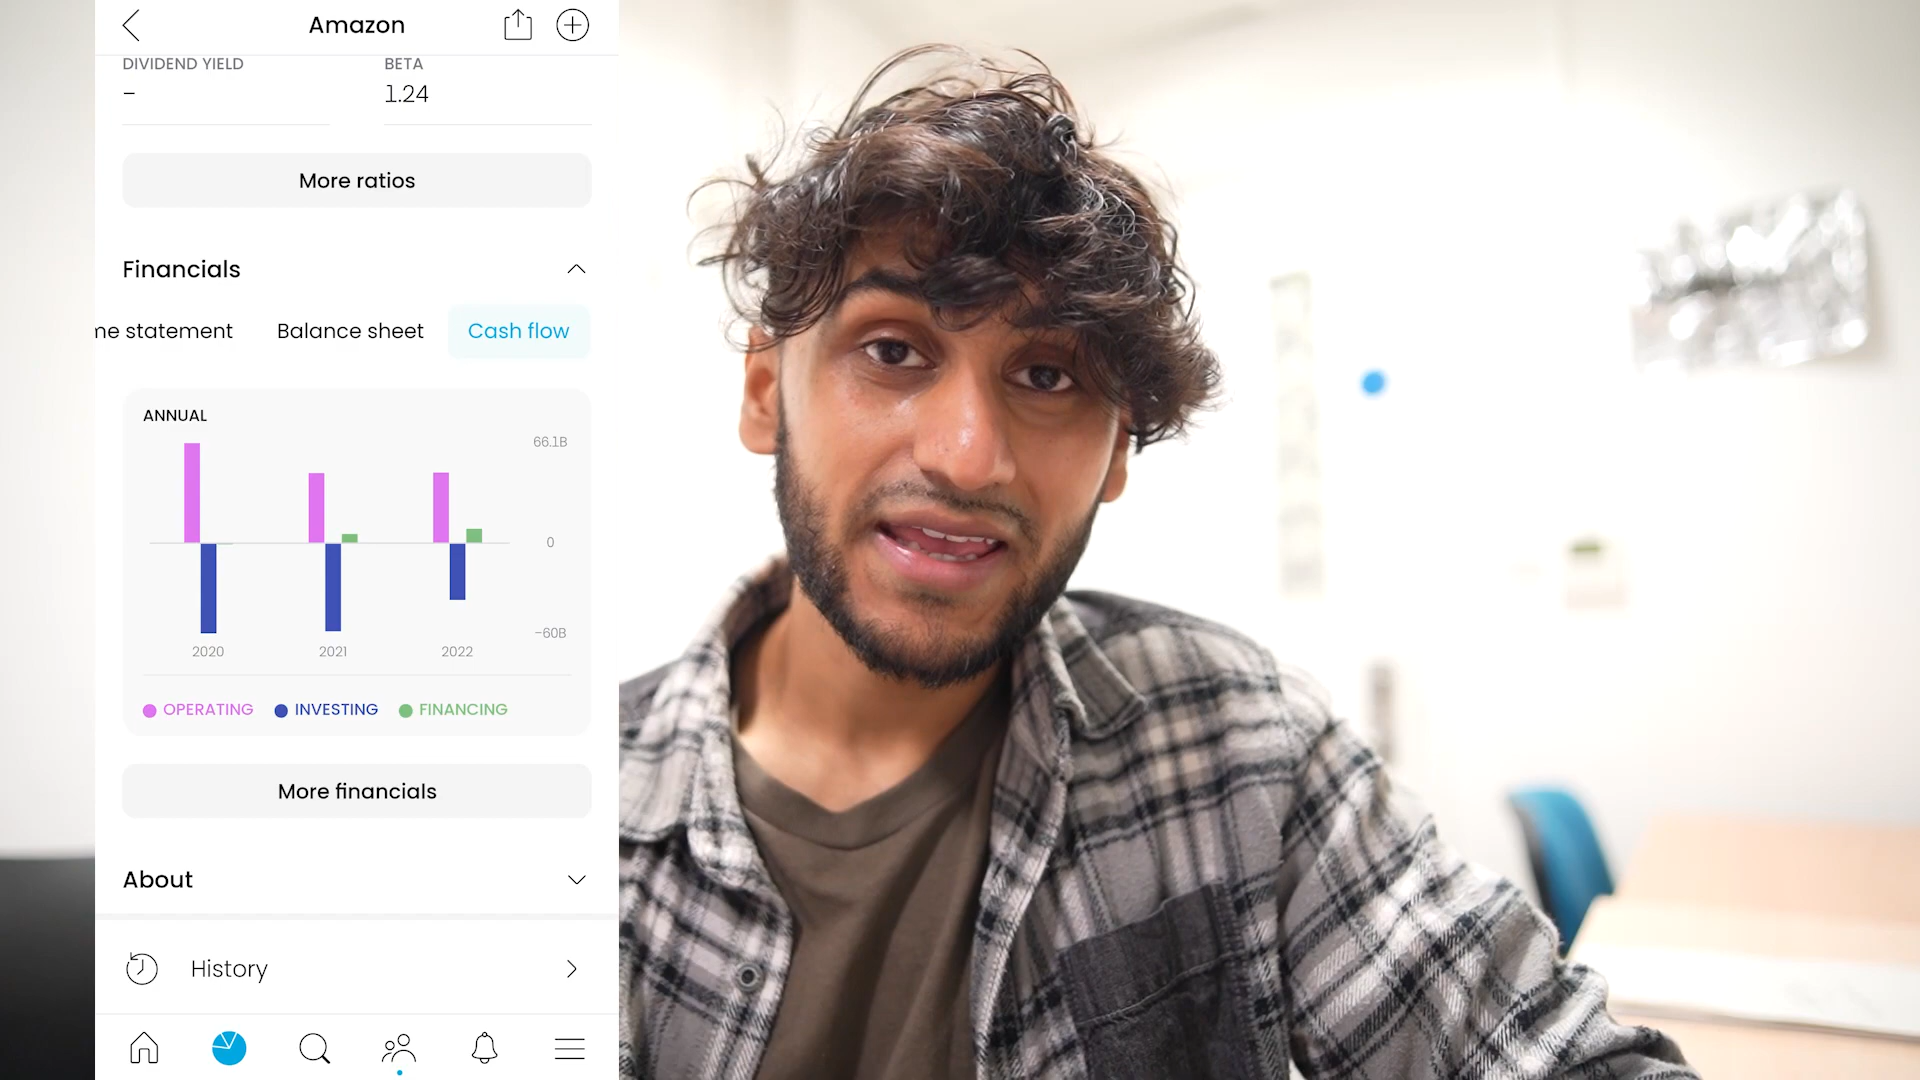 Amazon
DIVIDEND YIELD BETA
– 1.24
More ratios
Financials
me statement Balance sheet Cash flow
ANNUAL
66.1B
0
-60B
2020 2021 2022
OPERATING INVESTING FINANCING
More financials
About
History